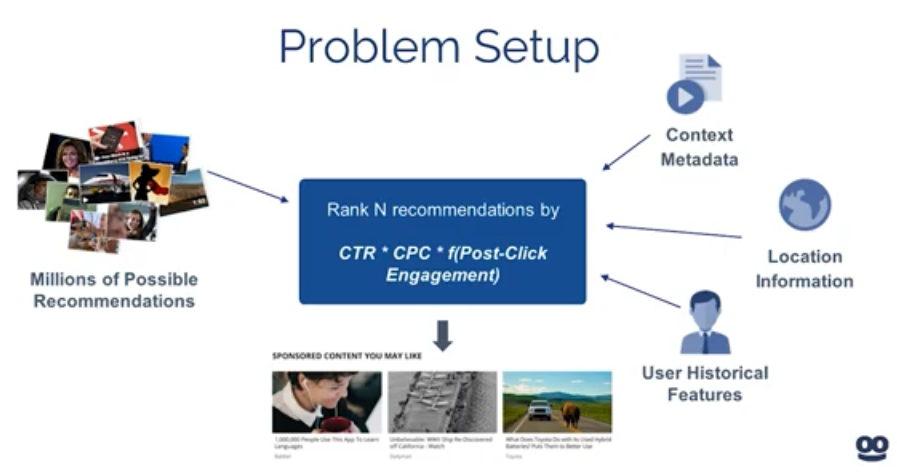 Problem Setup
Context
Metadata
Rank N recommendations by
CTR * CPC * f(Post-Click
Engagement)
Location
Information
Millions of Possible
Recommendations
SPONSORED CONTENT YOU MAY LIKE
User Historical
Features
1,000,000 People Use This App To Learn
Languages
Babbel
Unbelievable: WWII Ship Re-Discovered
off California - Watch
Dailymail
What Does Toyota Do with Its Used Hybrid
Batteries? Puts Them to Better Use
Toyota